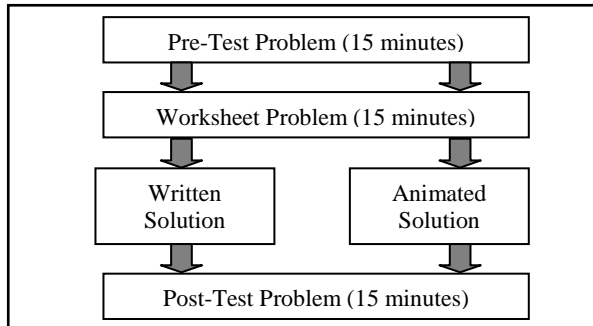 Pre-Test Problem (15 minutes)
Worksheet Problem (15 minutes)
Written
Solution
Animated
Solution
Post-Test Problem (15 minutes)